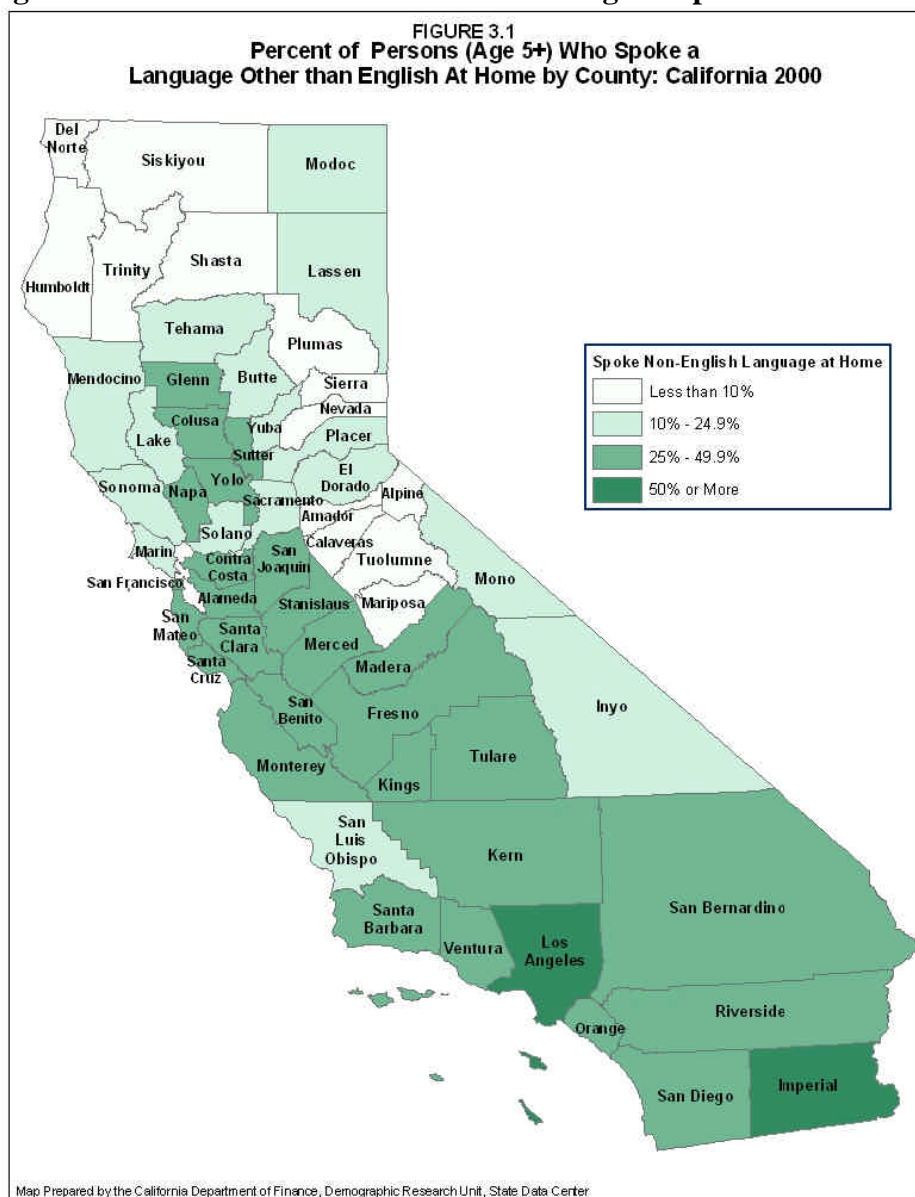 FIGURE 3.1
Percent of Persons (Age 5+) Who Spoke a
Language Other than English At Home by County: California 2000
Del
Norte
Siskiyou
Modoc
Humboldt
Trinity
Shasta
Lassen
Tehama
Plumas
Mendocino
Glenn
Butte
Sierra
Nevada
Colusa
Lake
Yuba
Sutter
Placer
El
Dorado
Sonoma
Napa
Yolo
Sacramento
Alpine
Amador
Solano
Calaveras
Marin
Contra
Costa
San
Joaquin
Tuolumne
Mono
San Francisco
Alameda
Stanislaus
Mariposa
San
Mateo
Santa
Clara
Merced
Santa
Cruz
Madera
San
Benito
Fresno
Inyo
Monterey
Kings
Tulare
San
Luis
Obispo
Kern
San Bernardino
Santa
Barbara
Ventura
Los
Angeles
Orange
Riverside
San Diego
Imperial
Spoke Non-English Language at Home
Less than 10%
10% - 24.9%
25% - 49.9%
50% or More
Map Prepared by the California Department of Finance, Demographic Research Unit, State Data Center